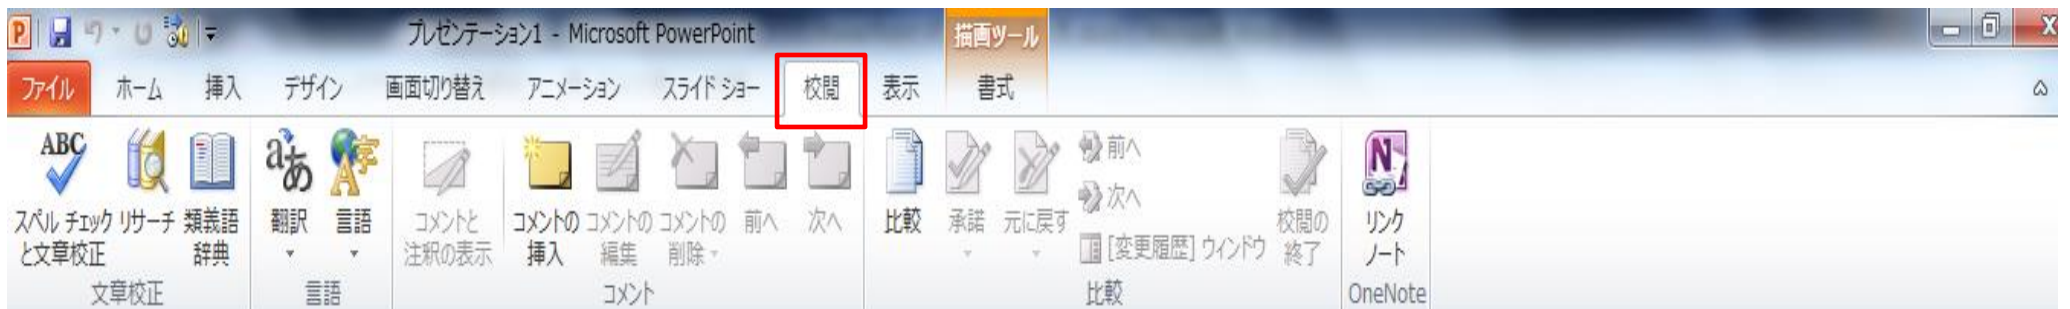 プレゼンテーション1 - Microsoft PowerPoint
描画ツール
ファイル ホーム 挿入 デザイン 画面切り替え アニメーション スライド ショー 校閲 表示 書式
ABC
スペル チェックと文章校正
リサーチ
類義語辞典
文章校正
aあ
翻訳
字A
言語
言語
コメントと注釈の表示
コメントの挿入
コメントの編集
コメントの削除
前へ
次へ
コメント
比較
承諾
元に戻す
前へ
次へ
[変更履歴] ウィンドウ
校閲の終了
比較
N
リンクノート
OneNote